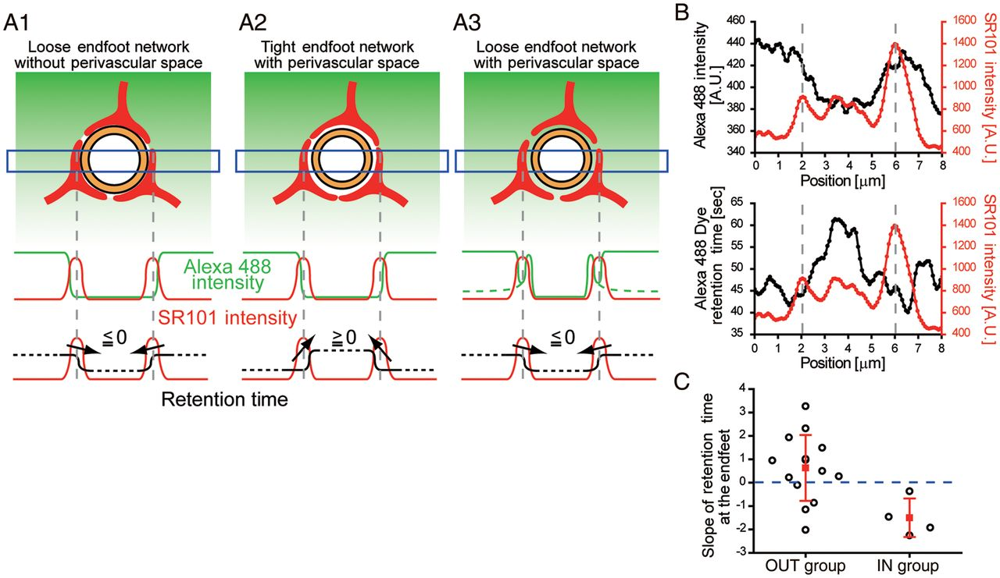 A1
Loose endfoot network
without perivascular space
A2
Tight endfoot network
with perivascular space
A3
Loose endfoot network
with perivascular space
Alexa 488
intensity
SR101 intensity
≦0
≧0
≦0
Retention time
B
Alexa 488 intensity
[A.U.]
460
440
420
400
380
360
340
0 1 2 3 4 5 6 7 8
Position [µm]
1600
1400
1200
1000
800
600
400
SR101 intensity [A.U.]
Alexa 488 Dye
retention time [sec]
65
60
55
50
45
40
35
0 1 2 3 4 5 6 7 8
Position [µm]
1600
1400
1200
1000
800
600
400
SR101 intensity [A.U.]
C
Slope of retention time
at the endfeet
4
3
2
1
0
-1
-2
-3
OUT group
IN group